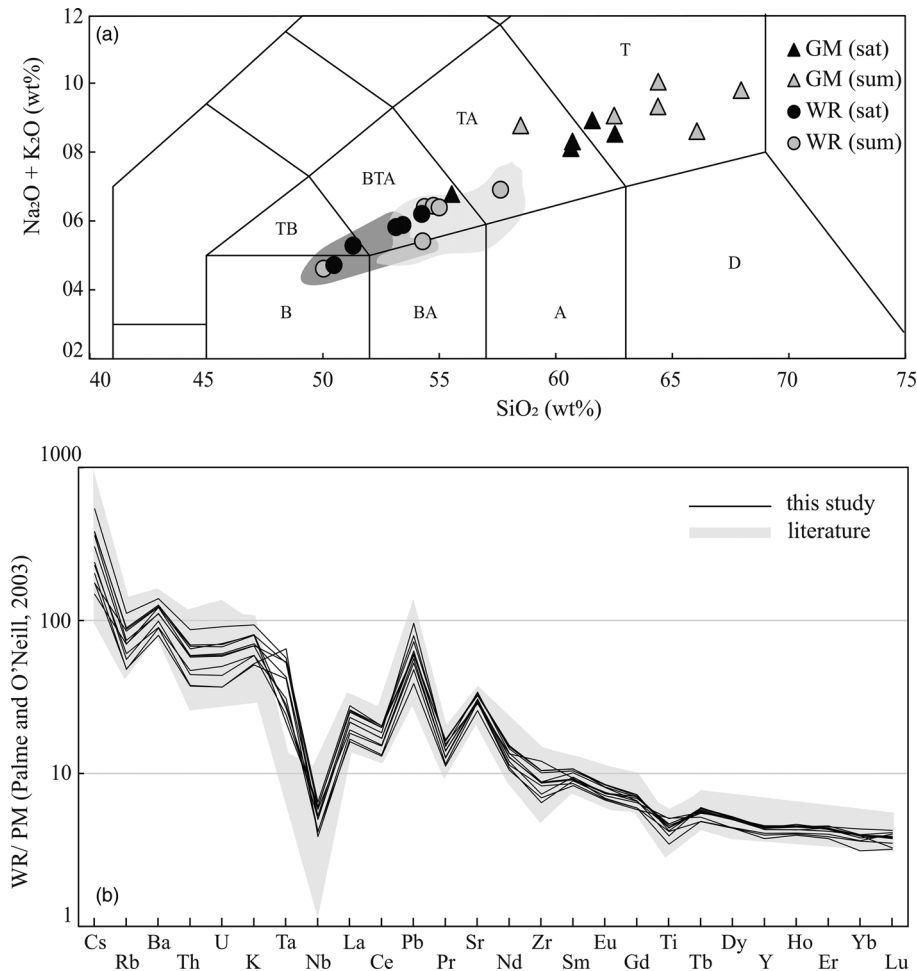 12
(a)
T
GM (sat)
GM (sum)
WR (sat)
WR (sum)
10
TA
08
BTA
06
TB
D
04
B
BA
A
02
Na₂O + K₂O (wt%)
40
45
50
55
60
65
70
75
SiO₂ (wt%)
1000
this study
literature
100
10
(b)
1
WR/ PM (Palme and O'Neill, 2003)
Cs Ba U Ta La Pb Sr Zr Eu Ti Dy Ho Yb
Rb Th K Nb Ce Pr Nd Sm Gd Tb Y Er Lu